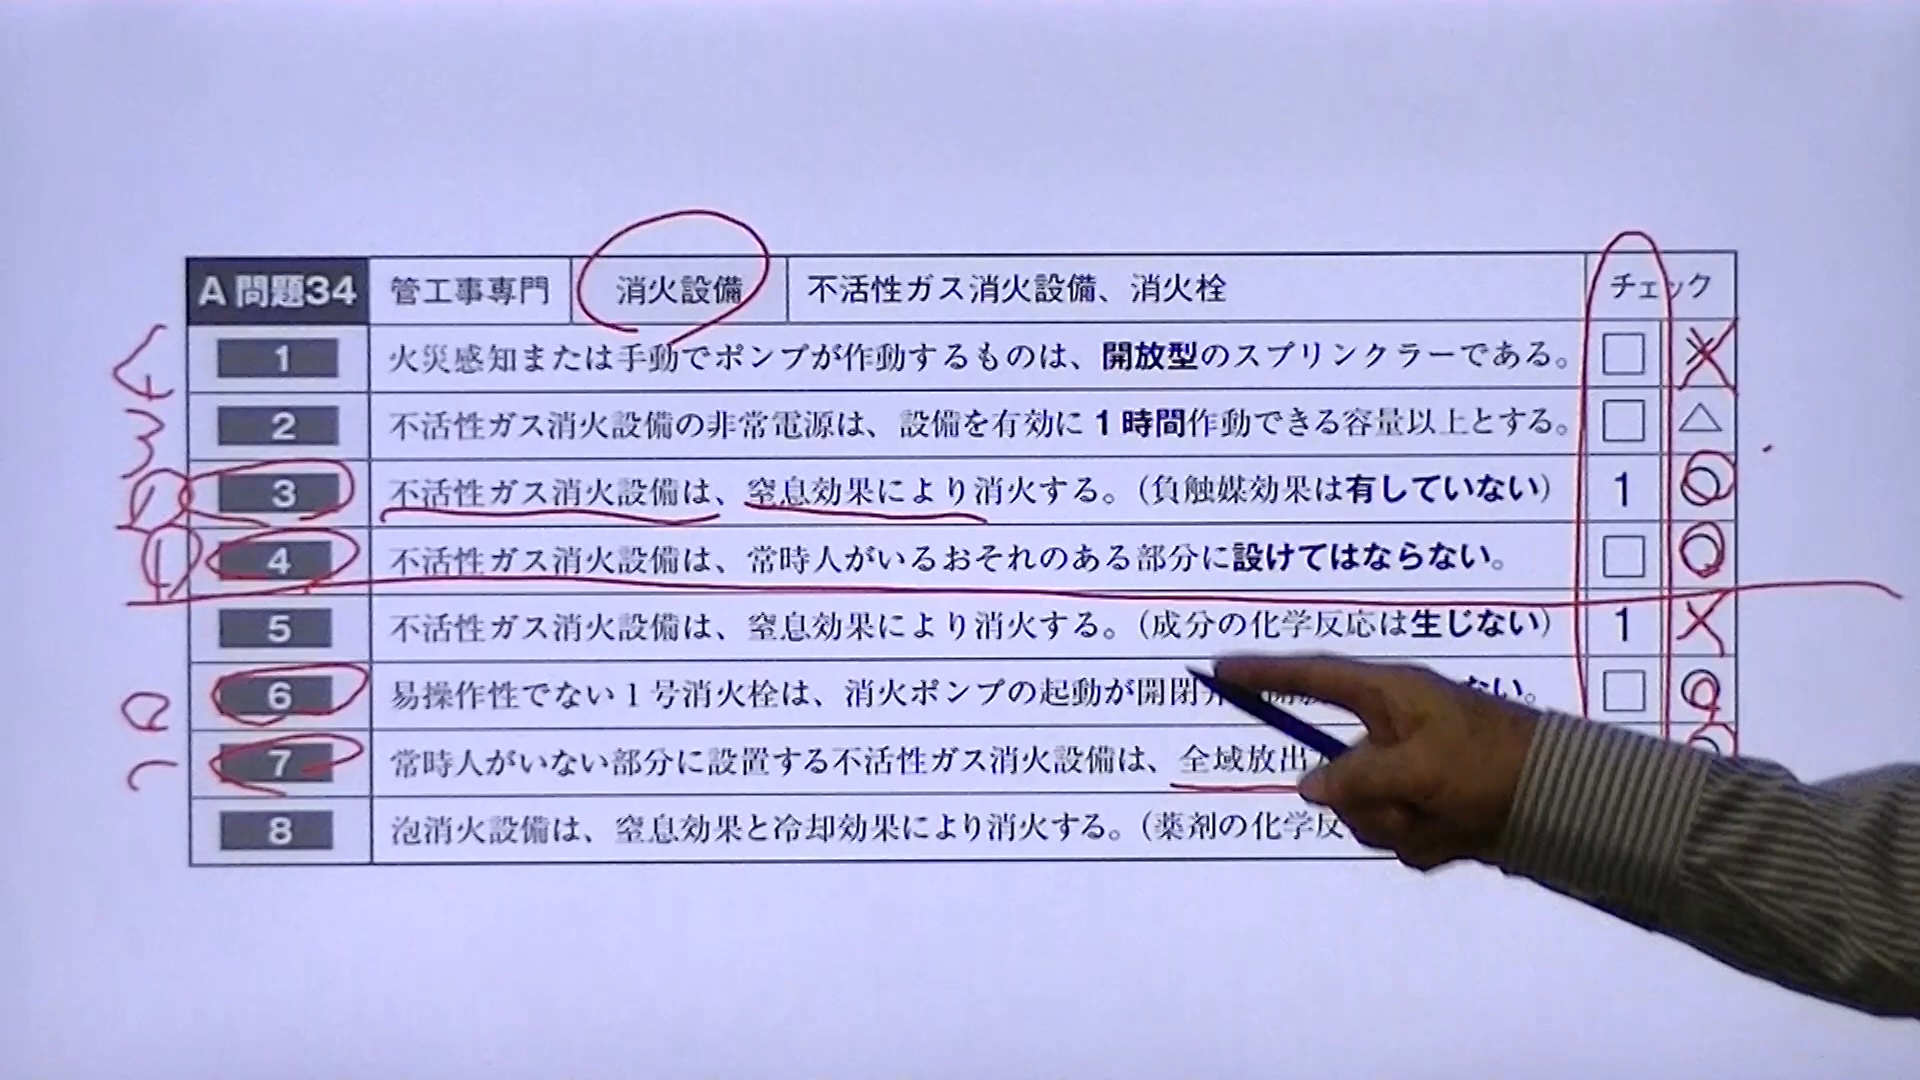 A 問題34 管工事専門 消火設備 不活性ガス消火設備、消火栓 チェック
1 火災感知または手動でポンプが作動するものは、開放型のスプリンクラーである。 □ ×
2 不活性ガス消火設備の非常電源は、設備を有効に1時間作動できる容量以上とする。 □ △
3 不活性ガス消火設備は、窒息効果により消火する。(負触媒効果は有していない) 1 ◎
4 不活性ガス消火設備は、常時人がいるおそれのある部分に設けてはならない。 □ ◎
5 不活性ガス消火設備は、窒息効果により消火する。(成分の化学反応は生じない) 1 ×
6 易操作性でない1号消火栓は、消火ポンプの起動が開閉 ない。 □
7 常時人がいない部分に設置する不活性ガス消火設備は、全域放出
8 泡消火設備は、窒息効果と冷却効果により消火する。(薬剤の化学反